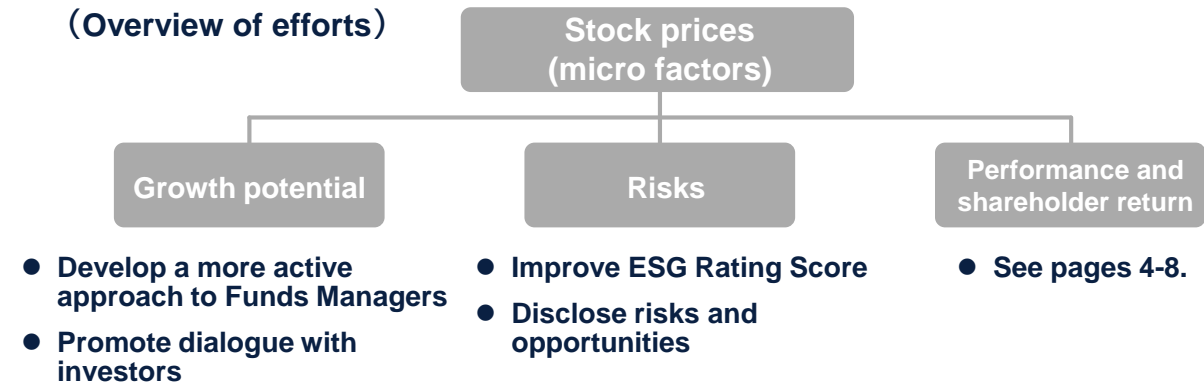 （Overview of efforts）
Stock prices
(micro factors)
Growth potential
Risks
Performance and
shareholder return
● Develop a more active
approach to Funds Managers
● Promote dialogue with
investors
● Improve ESG Rating Score
● Disclose risks and
opportunities
● See pages 4-8.